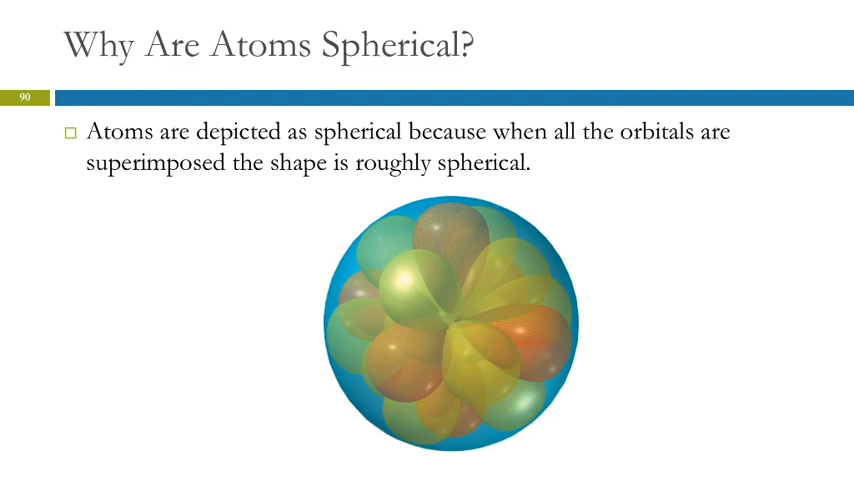 Why Are Atoms Spherical?
90
Atoms are depicted as spherical because when all the orbitals are
superimposed the shape is roughly spherical.